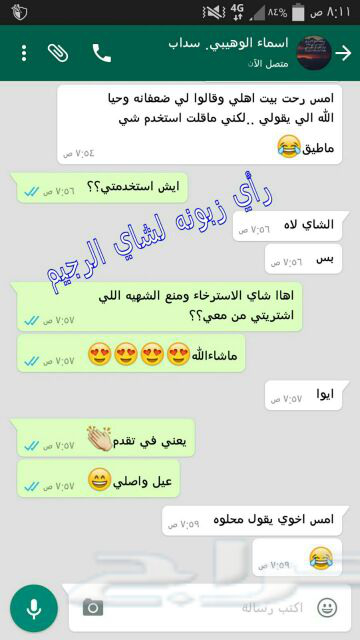 ٨:١١ ص
٨٤%
4G
اسماء الوهيبي. سداب
متصل الآن
امس رحت بيت اهلي وقالوا لي ضعفانه وحيا
الله الي يقولي ..لكني ماقلت استخدم شي
ماطيق😂
٧:٥٤ ص
ايش استخدمتي؟؟
٧:٥٦ ص
رأي زبونه لشاي الرجيم
الشاي لاه
٧:٥٦ ص
بس
٧:٥٦ ص
اهاا شاي الاسترخاء ومنع الشهيه اللي
اشتريتي من معي؟؟
٧:٥٧ ص
ماشاءالله😍😍😍😍
٧:٥٧ ص
ايوا
٧:٥٧ ص
يعني في تقدم👏
٧:٥٧ ص
عيل واصلي😄
٧:٥٧ ص
امس اخوي يقول محلوه
٧:٥٩ ص
😂
٧:٥٩ ص
حراج
اكتب رسالة